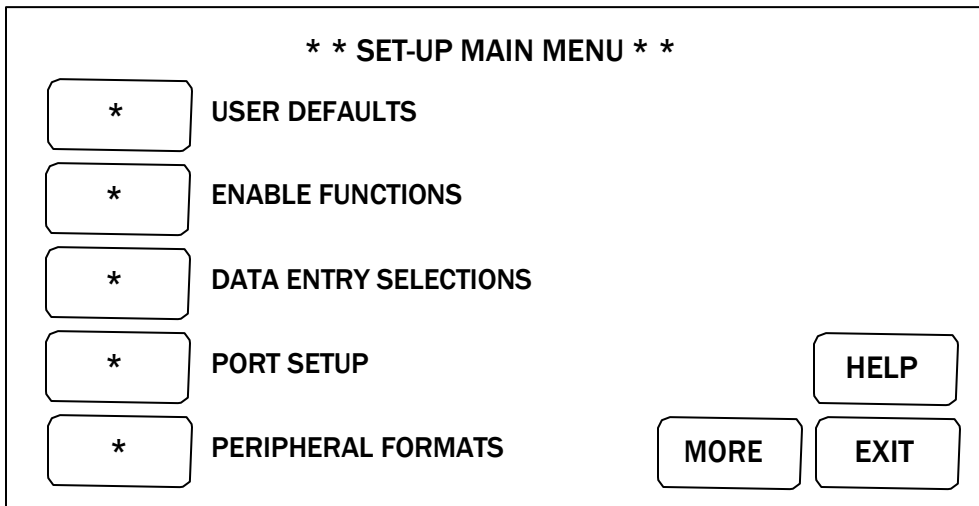 * * SET-UP MAIN MENU * *
* USER DEFAULTS
* ENABLE FUNCTIONS
* DATA ENTRY SELECTIONS
* PORT SETUP
HELP
* PERIPHERAL FORMATS
MORE
EXIT